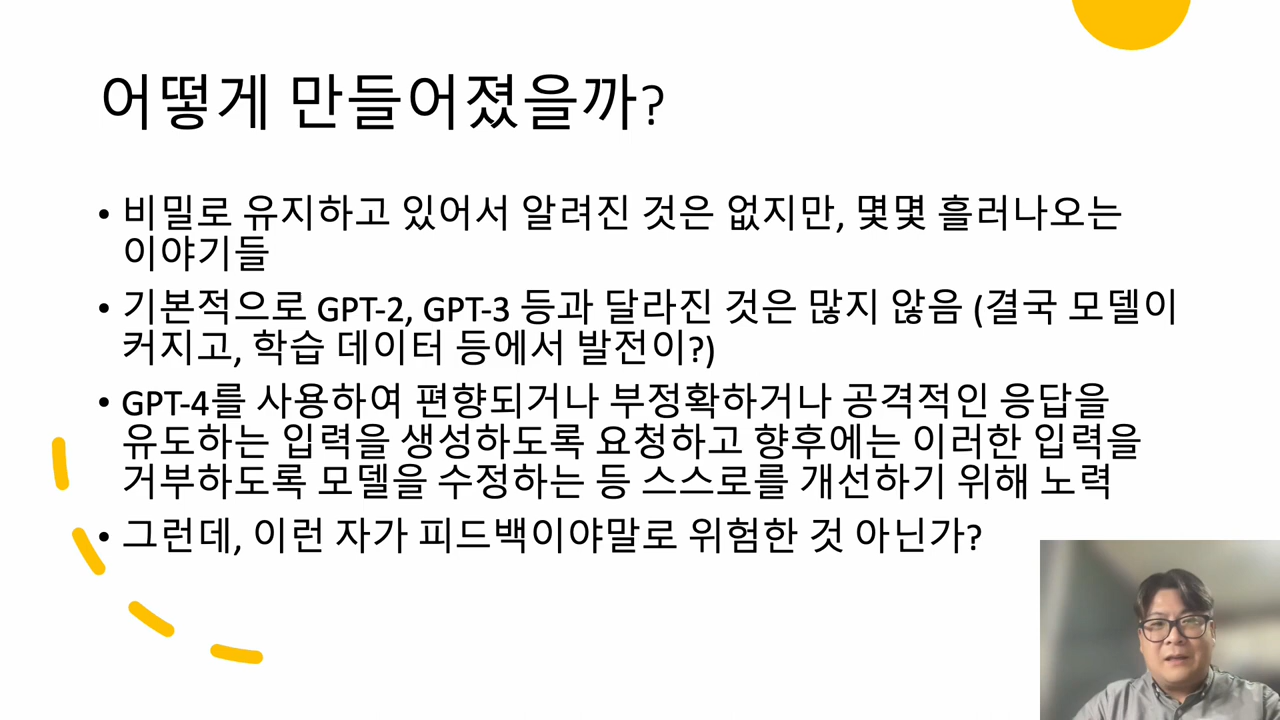 어떻게 만들어졌을까?
• 비밀로 유지하고 있어서 알려진 것은 없지만, 몇몇 흘러나오는
이야기들
• 기본적으로 GPT-2, GPT-3 등과 달라진 것은 많지 않음 (결국 모델이
커지고, 학습 데이터 등에서 발전이?)
• GPT-4를 사용하여 편향되거나 부정확하거나 공격적인 응답을
유도하는 입력을 생성하도록 요청하고 향후에는 이러한 입력을
거부하도록 모델을 수정하는 등 스스로를 개선하기 위해 노력
• 그런데, 이런 자가 피드백이야말로 위험한 것 아닌가?